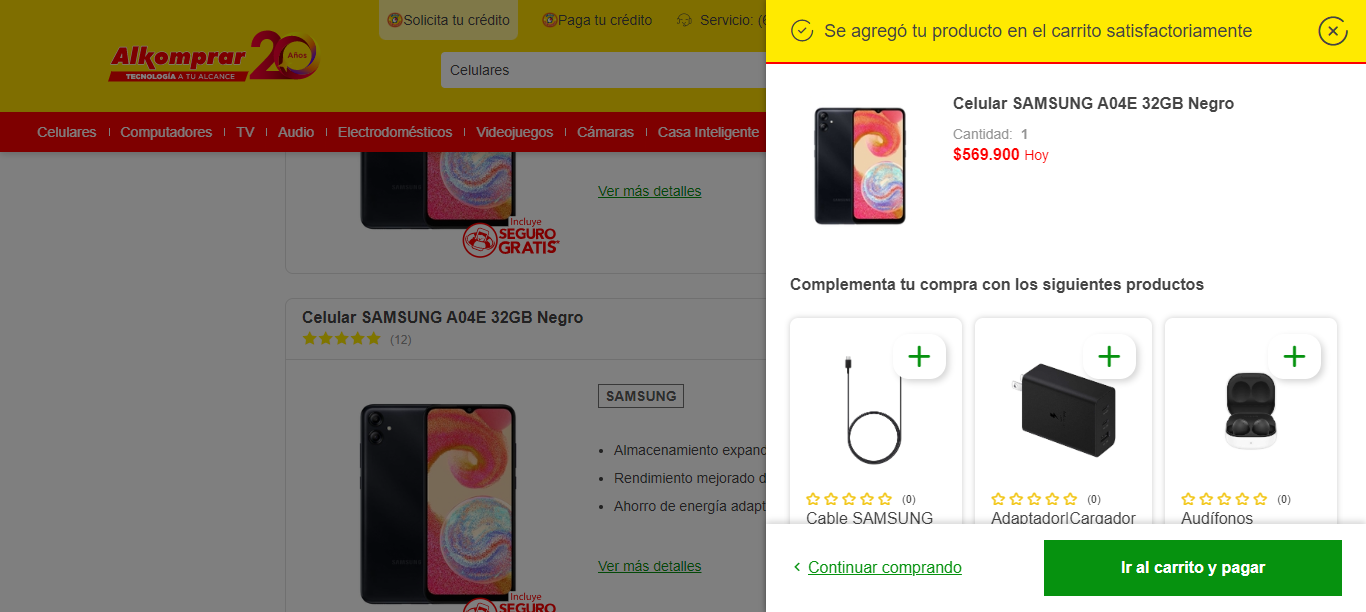 Solicita tu crédito
Paga tu crédito
Servicio: (6
Alkomprar 20 Años
TECNOLOGÍA A TU ALCANCE
Celulares
Celulares
Computadores
TV
Audio
Electrodomésticos
Videojuegos
Cámaras
Casa Inteligente
Ver más detalles
Incluye
SEGURO
GRATIS*
Celular SAMSUNG A04E 32GB Negro
(12)
SAMSUNG
• Almacenamiento expand
• Rendimiento mejorado d
• Ahorro de energía adapt
Ver más detalles
Incluye
SEGURO
Se agregó tu producto en el carrito satisfactoriamente
Celular SAMSUNG A04E 32GB Negro
Cantidad: 1
$569.900 Hoy
Complementa tu compra con los siguientes productos
(0)
Cable SAMSUNG
(0)
Adaptador|Cargador
(0)
Audífonos
Continuar comprando
Ir al carrito y pagar